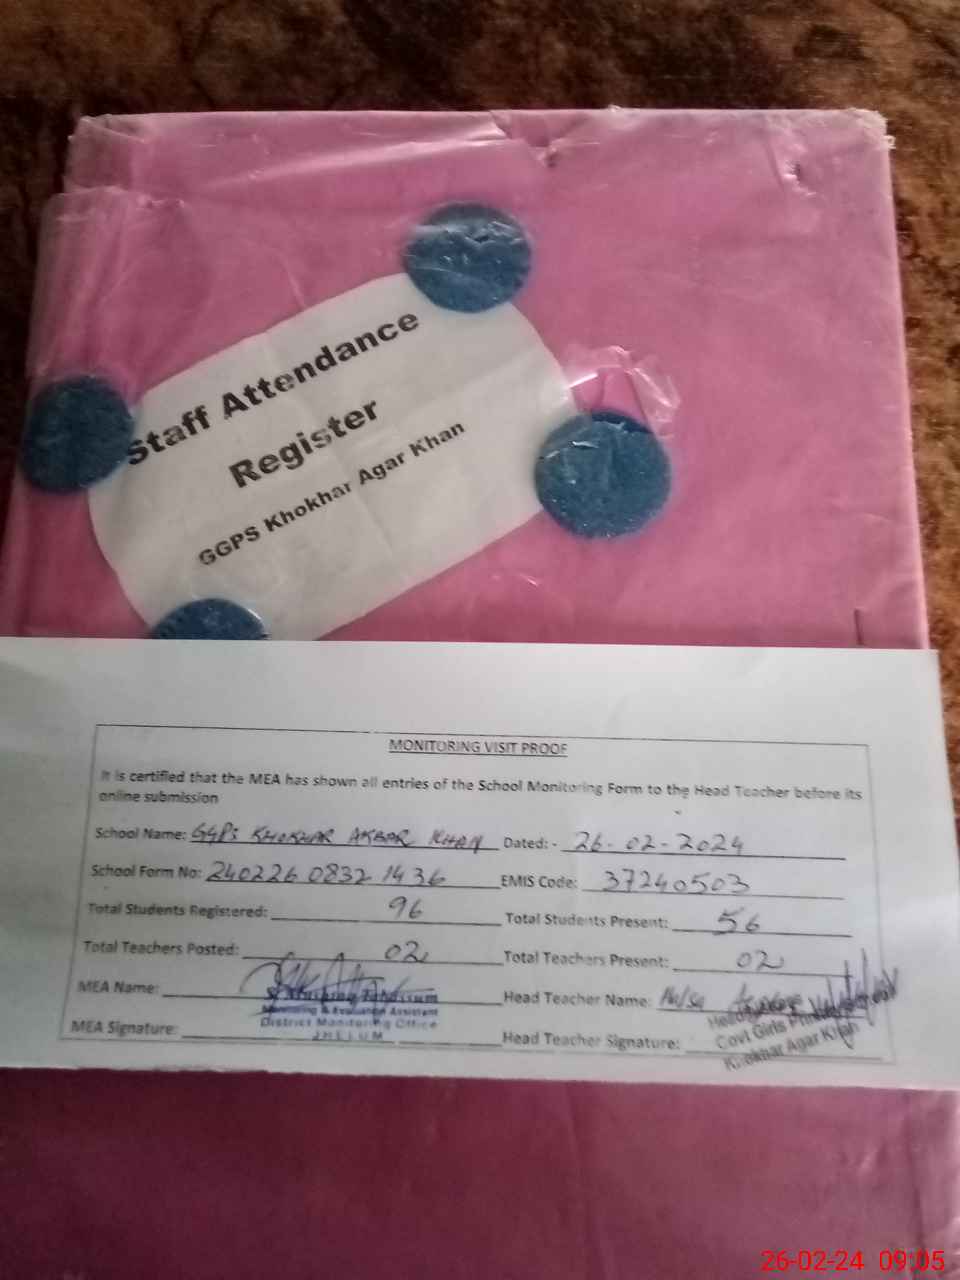 Staff Attendance
Register
GGPS Khokhar Agar Khan
MONITORING VISIT PROOF
It is certified that the MEA has shown all entries of the School Monitoring Form to the Head Teacher before its
online submission
School Name: GGPS KHOKHAR AKBAR KHAN Dated: - 26-02-2024
School Form No: 240226 0832 1436 EMIS Code: 37240503
Total Students Registered: 96 Total Students Present: 56
Total Teachers Posted: 02 Total Teachers Present: 02
MEA Name: Head Teacher Name:
Monitoring & Evaluation Assistant
District Monitoring Office
JHELUM
MEA Signature: Head Teacher Signature:
Govt Girls
Khokhar Agar Khan
26-02-24 09:05